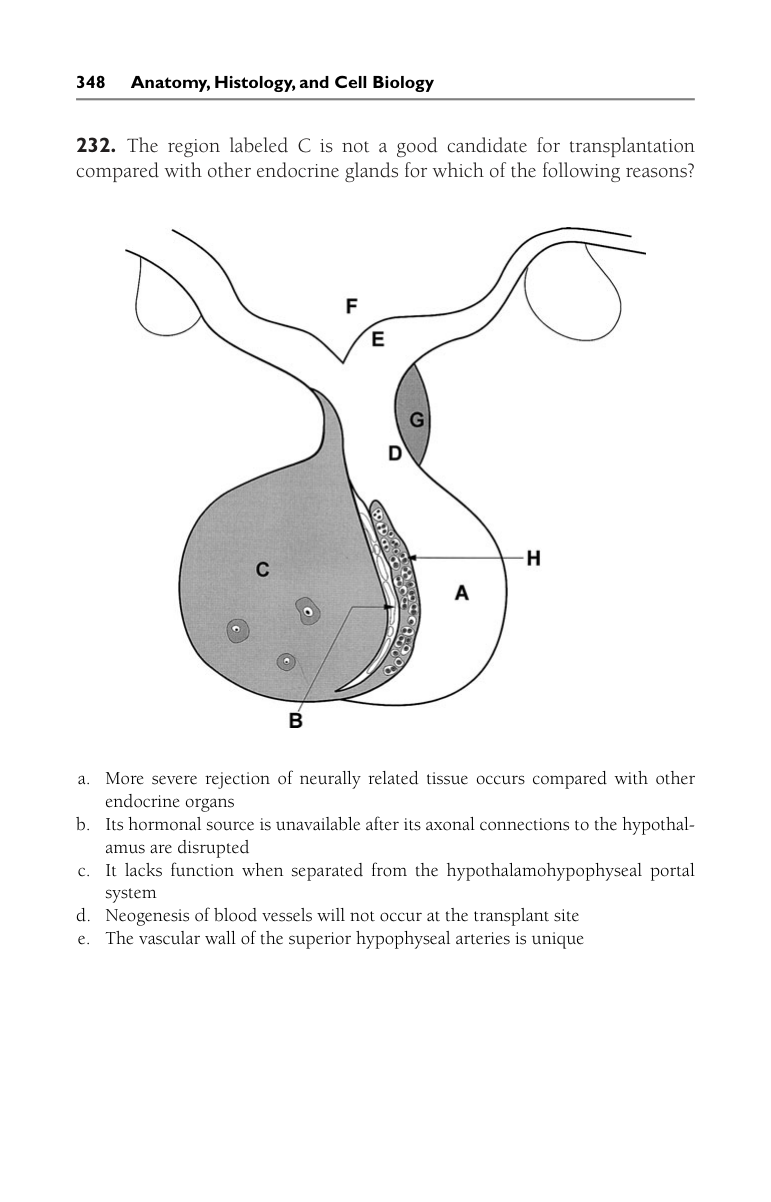 348 Anatomy, Histology, and Cell Biology
232. The region labeled C is not a good candidate for transplantation
compared with other endocrine glands for which of the following reasons?
F
E
G
D
C
H
A
B
a. More severe rejection of neurally related tissue occurs compared with other
endocrine organs
b. Its hormonal source is unavailable after its axonal connections to the hypothal-
amus are disrupted
c. It lacks function when separated from the hypothalamohypophyseal portal
system
d. Neogenesis of blood vessels will not occur at the transplant site
e. The vascular wall of the superior hypophyseal arteries is unique